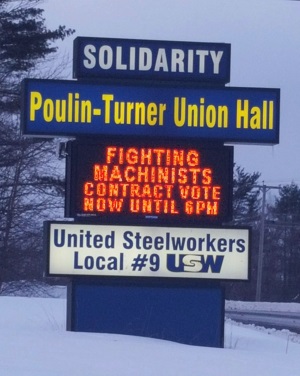 SOLIDARITY
Poulin-Turner Union Hall
FIGHTING
MACHINISTS
CONTRACT VOTE
NOW UNTIL 6PM
United Steelworkers
Local #9 USW